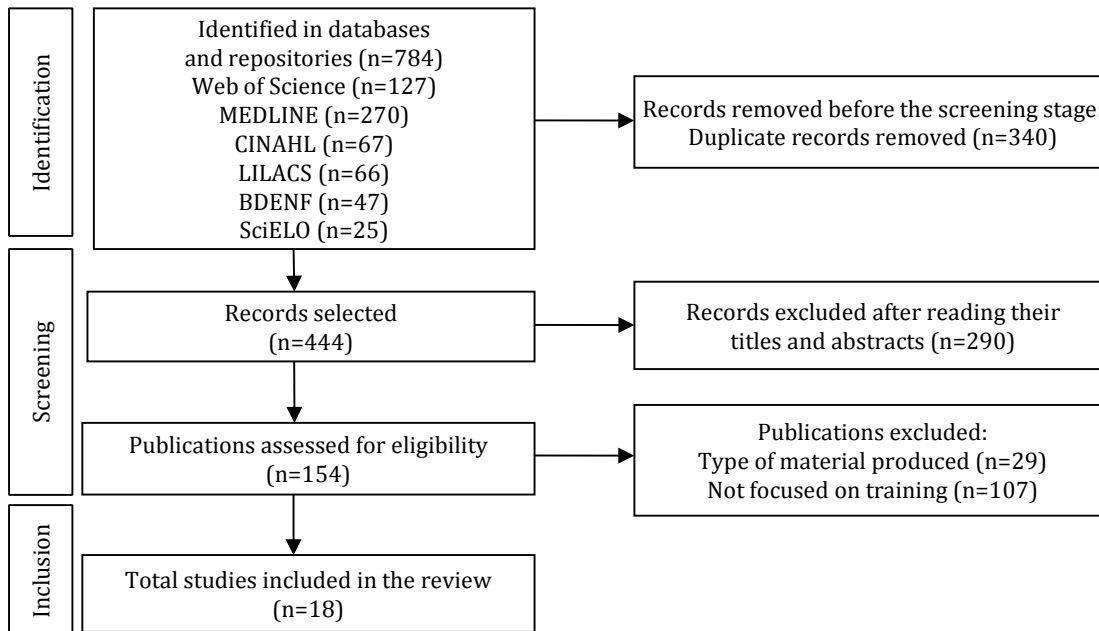 Identification
Identified in databases
and repositories (n=784)
Web of Science (n=127)
MEDLINE (n=270)
CINAHL (n=67)
LILACS (n=66)
BDENF (n=47)
SciELO (n=25)
Records removed before the screening stage:
Duplicate records removed (n=340)
Screening
Records selected
(n=444)
Records excluded after reading their
titles and abstracts (n=290)
Publications assessed for eligibility
(n=154)
Publications excluded:
Type of material produced (n=29)
Not focused on training (n=107)
Inclusion
Total studies included in the review
(n=18)